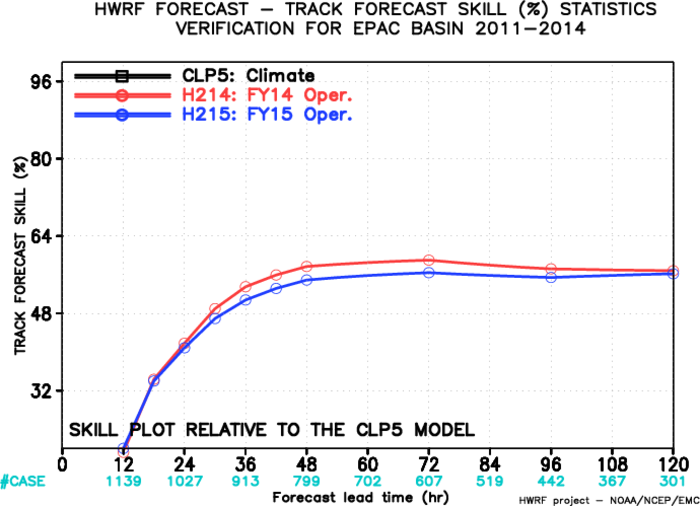 HWRF FORECAST – TRACK FORECAST SKILL (%) STATISTICS
VERIFICATION FOR EPAC BASIN 2011–2014
CLP5: Climate
H214: FY14 Oper.
H215: FY15 Oper.
TRACK FORECAST SKILL (%)
96
80
64
48
32
SKILL PLOT RELATIVE TO THE CLP5 MODEL
0 12 24 36 48 60 72 84 96 108 120
#CASE 1139 1027 913 799 702 607 519 442 367 301
Forecast lead time (hr)
HWRF project – NOAA/NCEP/EMC